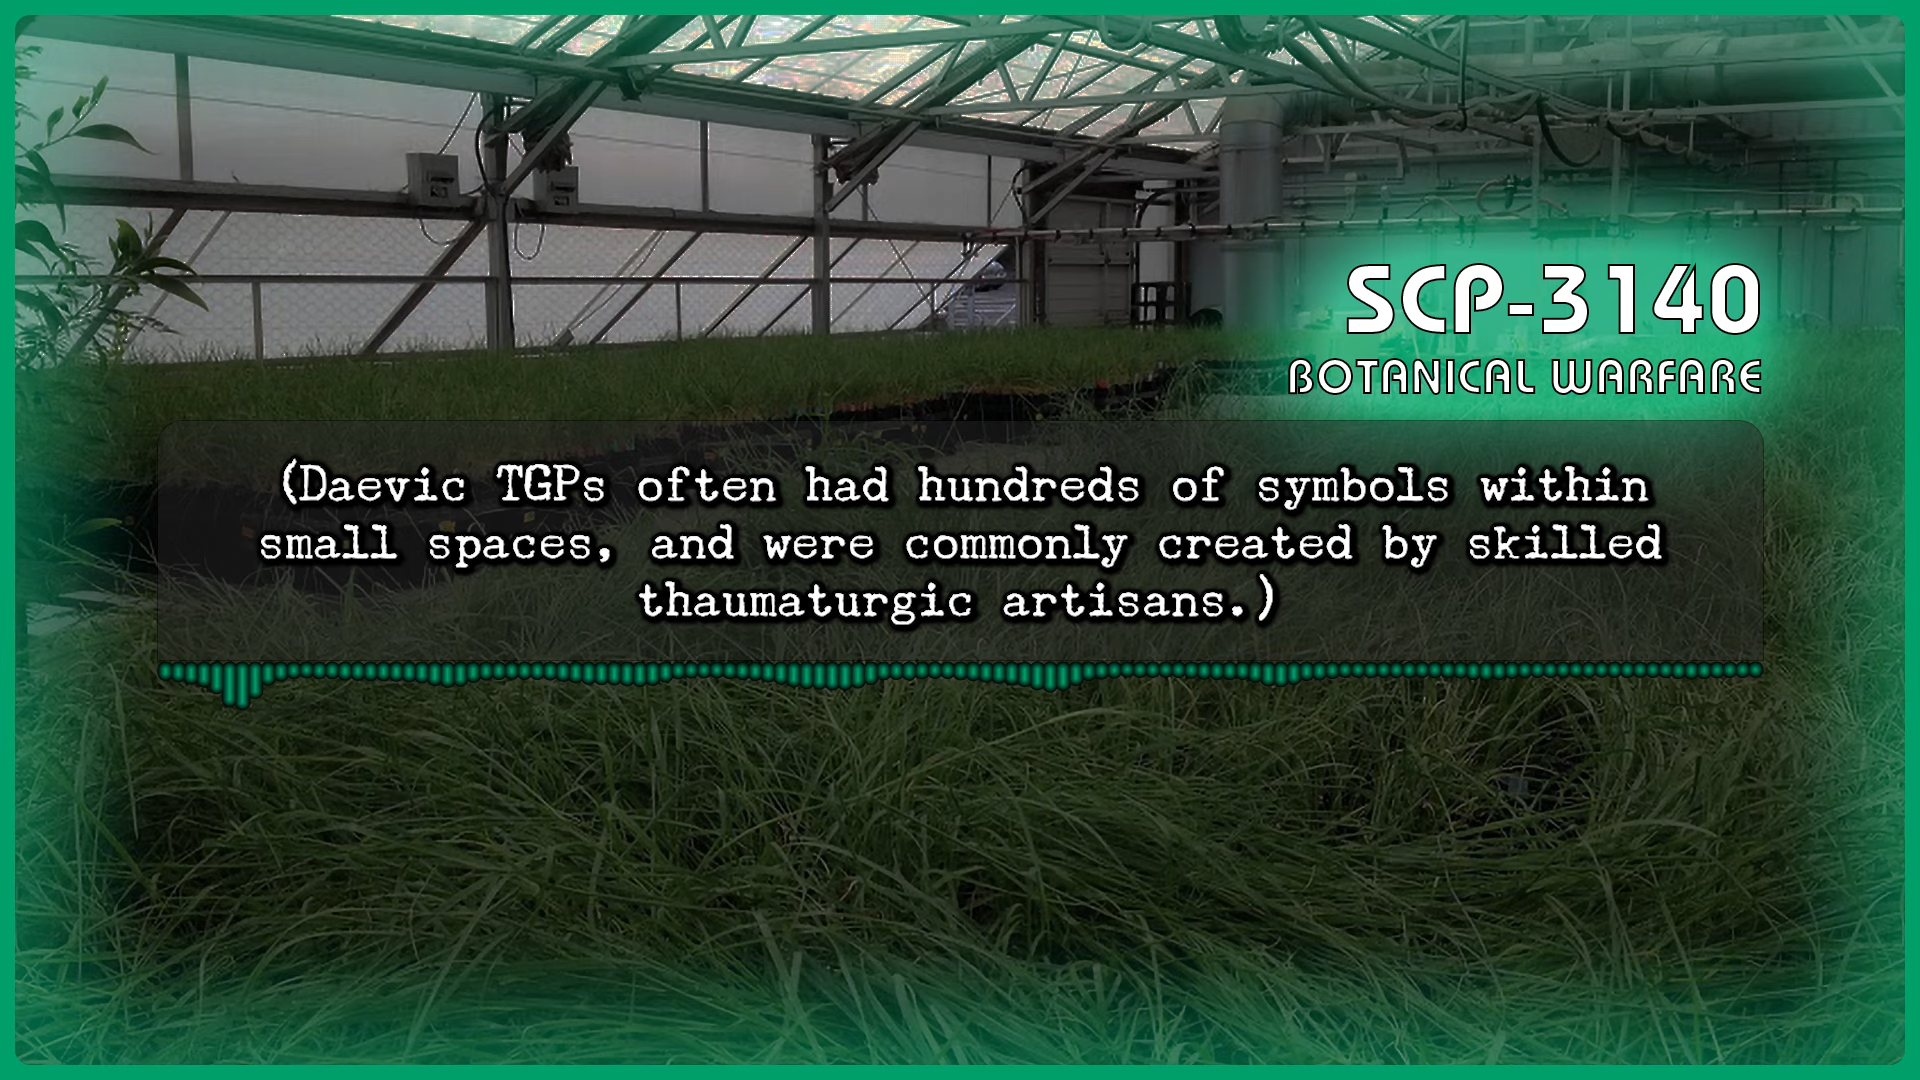 SCP-3140
BOTANICAL WARFARE
(Daevic TGPs often had hundreds of symbols within
small spaces, and were commonly created by skilled
thaumaturgic artisans.)